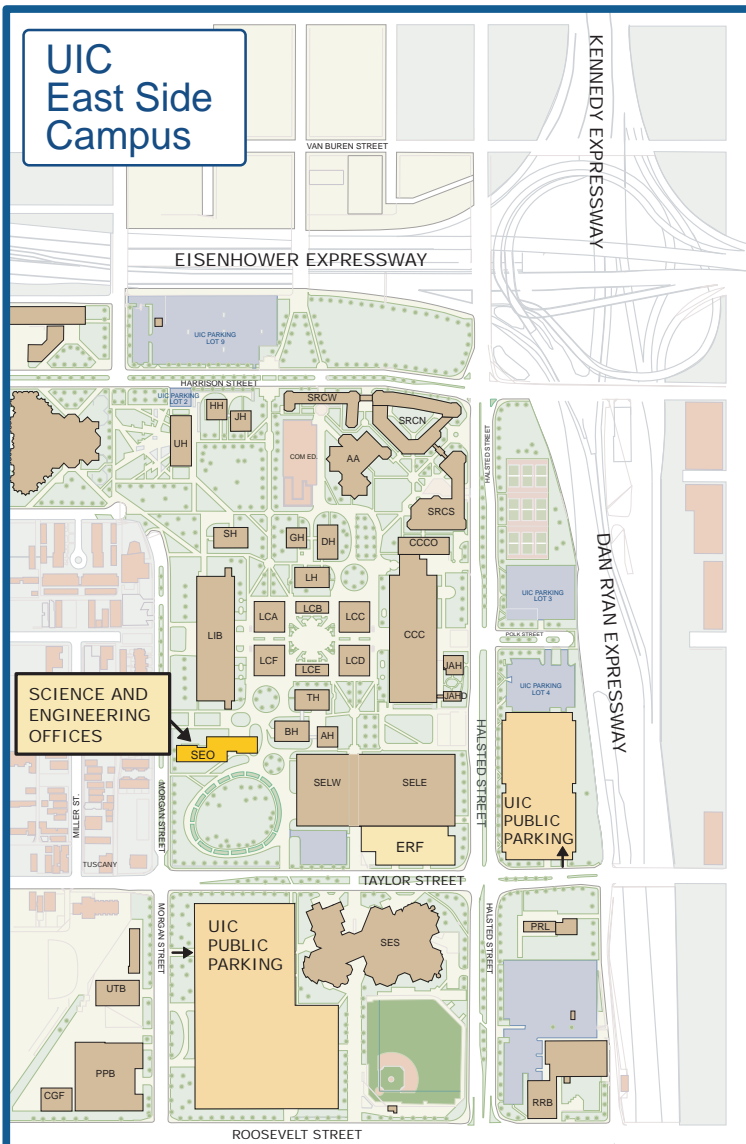 UIC
East Side
Campus
KENNEDY EXPRESSWAY
VAN BUREN STREET
EISENHOWER EXPRESSWAY
UIC PARKING
LOT 9
HARRISON STREET
UIC PARKING
LOT 2
HH
JH
UH
SRCW
SRCN
COM ED.
AA
SRCS
HALSTED STREET
SH
GH
DH
CCCO
DAN RYAN EXPRESSWAY
LH
UIC PARKING
LOT 3
LIB
LCA
LCB
LCC
CCC
POLK STREET
LCF
LCE
LCD
JAH
JAHD
UIC PARKING
LOT 4
SCIENCE AND
ENGINEERING
OFFICES
TH
BH
AH
SEO
HALSTED STREET
SELW
SELE
UIC
PUBLIC
PARKING
MORGAN STREET
MILLER ST.
ERF
TUSCANY
TAYLOR STREET
MORGAN STREET
UIC
PUBLIC
PARKING
SES
HALSTED STREET
PRL
UTB
PPB
CGF
RRB
ROOSEVELT STREET